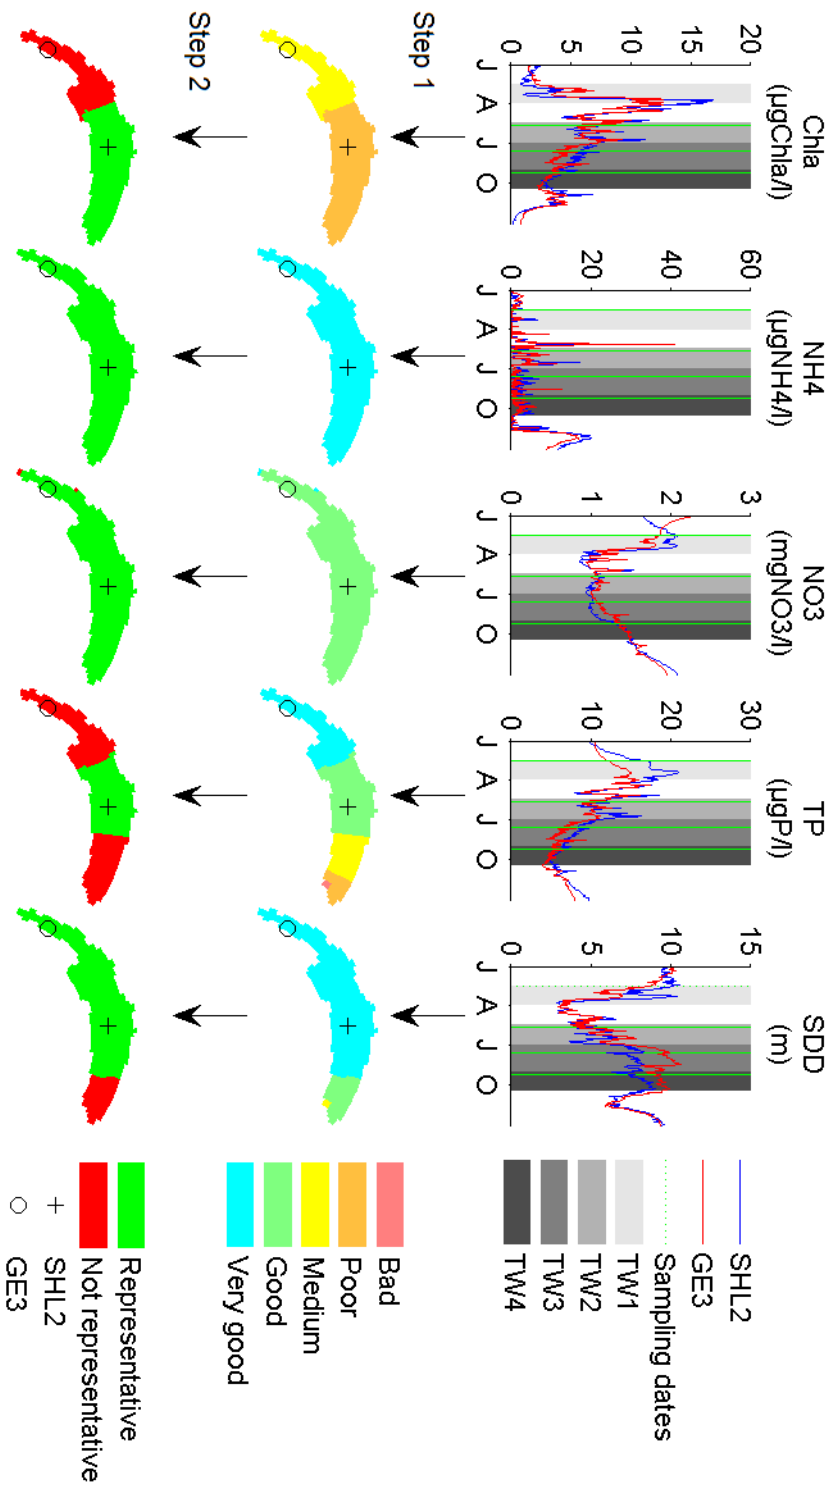 Chla
(µgChla/l)
20
15
10
5
0
J
A
J
O
NH4
(µgNH4/l)
60
40
20
0
J
A
J
O
NO3
(mgNO3/l)
3
2
1
0
J
A
J
O
TP
(µgP/l)
30
20
10
0
J
A
J
O
SDD
(m)
15
10
5
0
J
A
J
O
SHL2
GE3
Sampling dates
TW1
TW2
TW3
TW4
Step 1
Bad
Poor
Medium
Good
Very good
Step 2
Representative
Not representative
SHL2
GE3